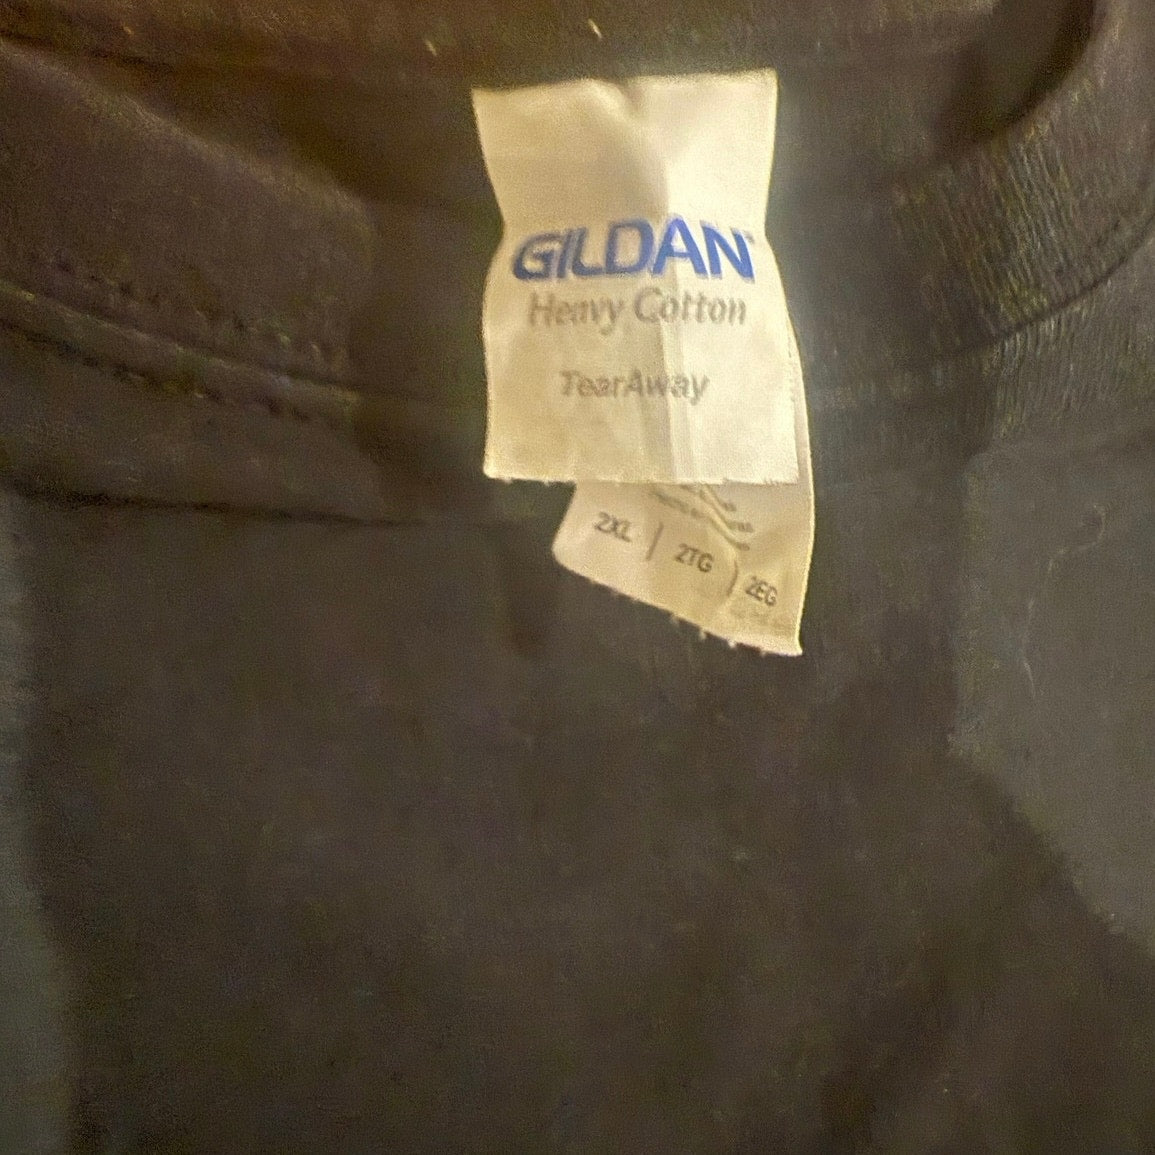 GILDAN
Heavy Cotton
TearAway
2XL | 2TG | 2EG